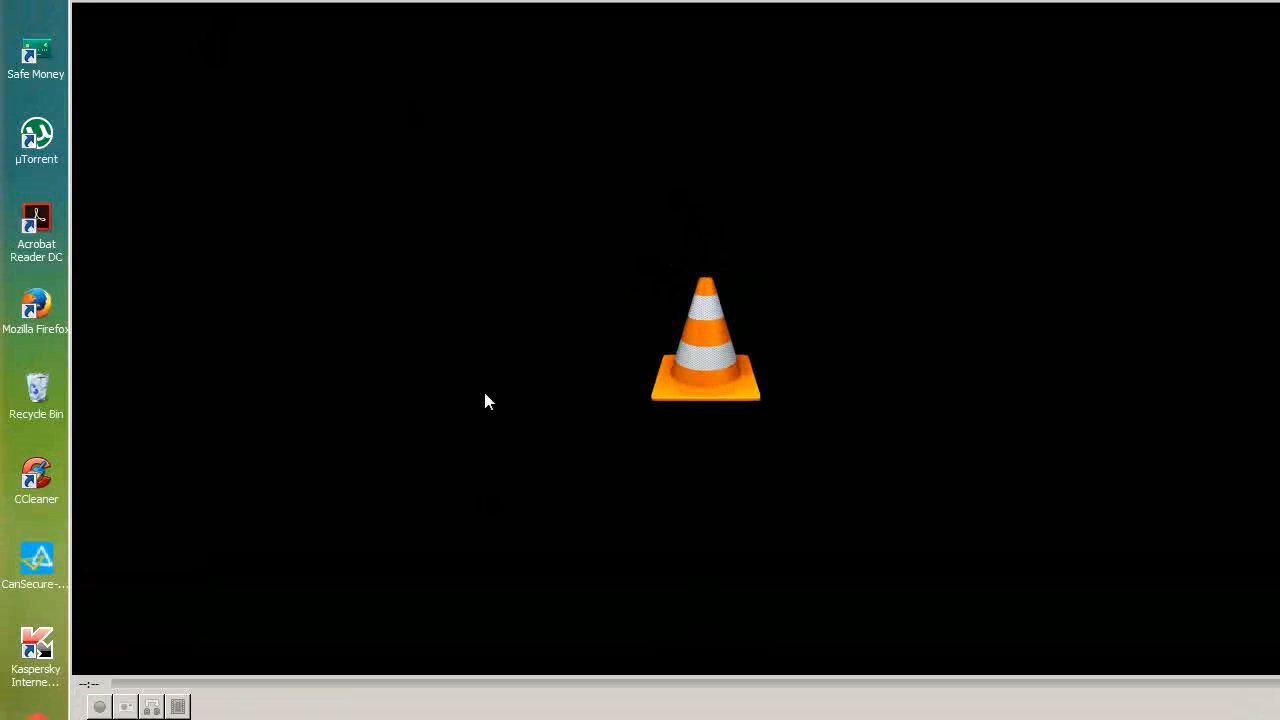 Safe Money
µTorrent
Acrobat
Reader DC
Mozilla Firefox
Recycle Bin
CCleaner
CanSecure-...
Kaspersky
Interne...
--:--